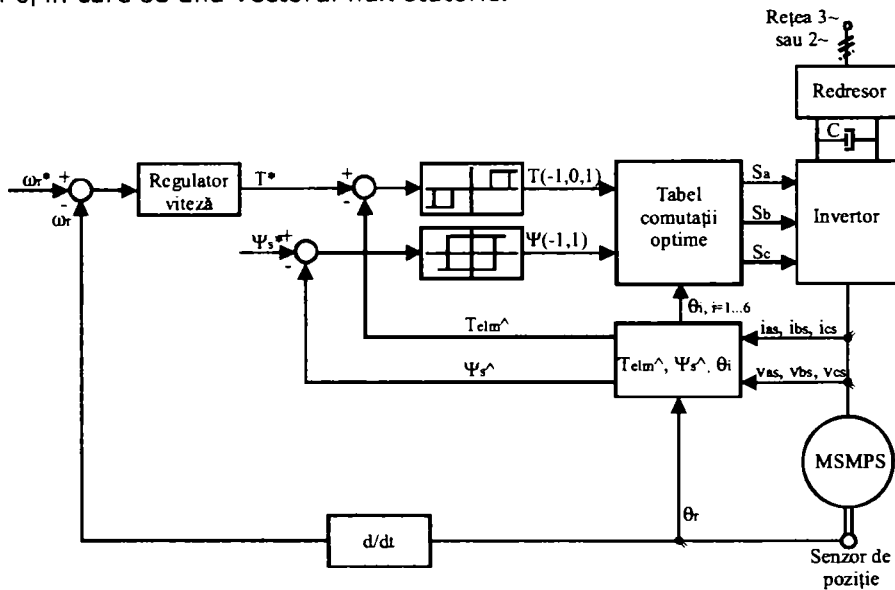 Rețea 3~
sau 2~
Redresor
C
ωr* + -
ωr
Regulator
viteză
T*
+
-
T(-1,0,1)
Tabel
comutații
optime
Sa
Sb
Sc
Invertor
Ψs* +
-
Ψ(-1,1)
θi, i=1...6
Telm^
Ψs^
Telm^, Ψs^, θi
ias, ibs, ics
vas, vbs, vcs
MSMPS
θr
d/dt
Senzor de
poziție